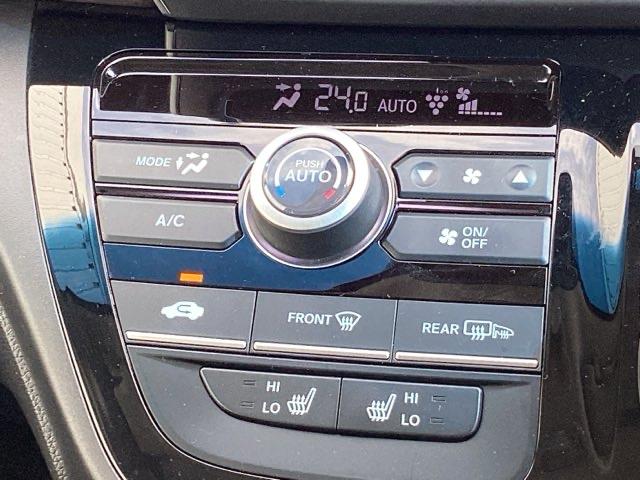 24.0 AUTO
MODE
PUSH
AUTO
A/C
ON/
OFF
FRONT
REAR
HI
LO
HI
LO